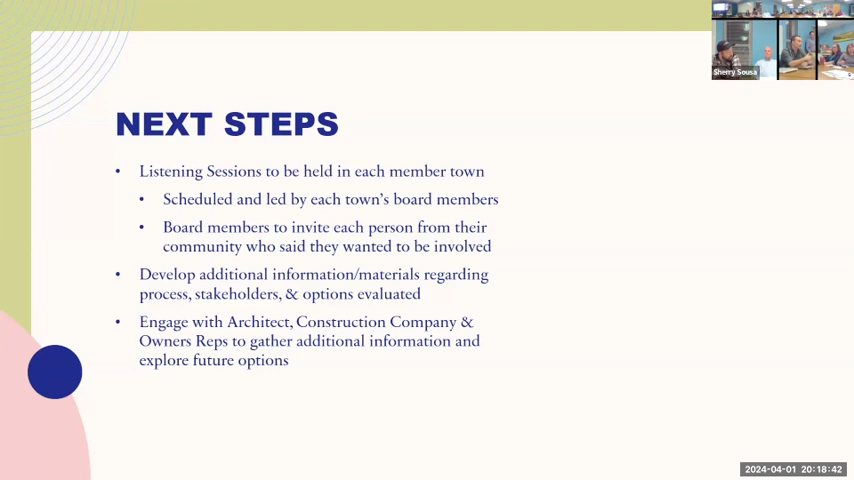 Sherry Sousa
NEXT STEPS
• Listening Sessions to be held in each member town
• Scheduled and led by each town's board members
• Board members to invite each person from their
community who said they wanted to be involved
• Develop additional information/materials regarding
process, stakeholders, & options evaluated
• Engage with Architect, Construction Company &
Owners Reps to gather additional information and
explore future options
2024-04-01 20:18:42